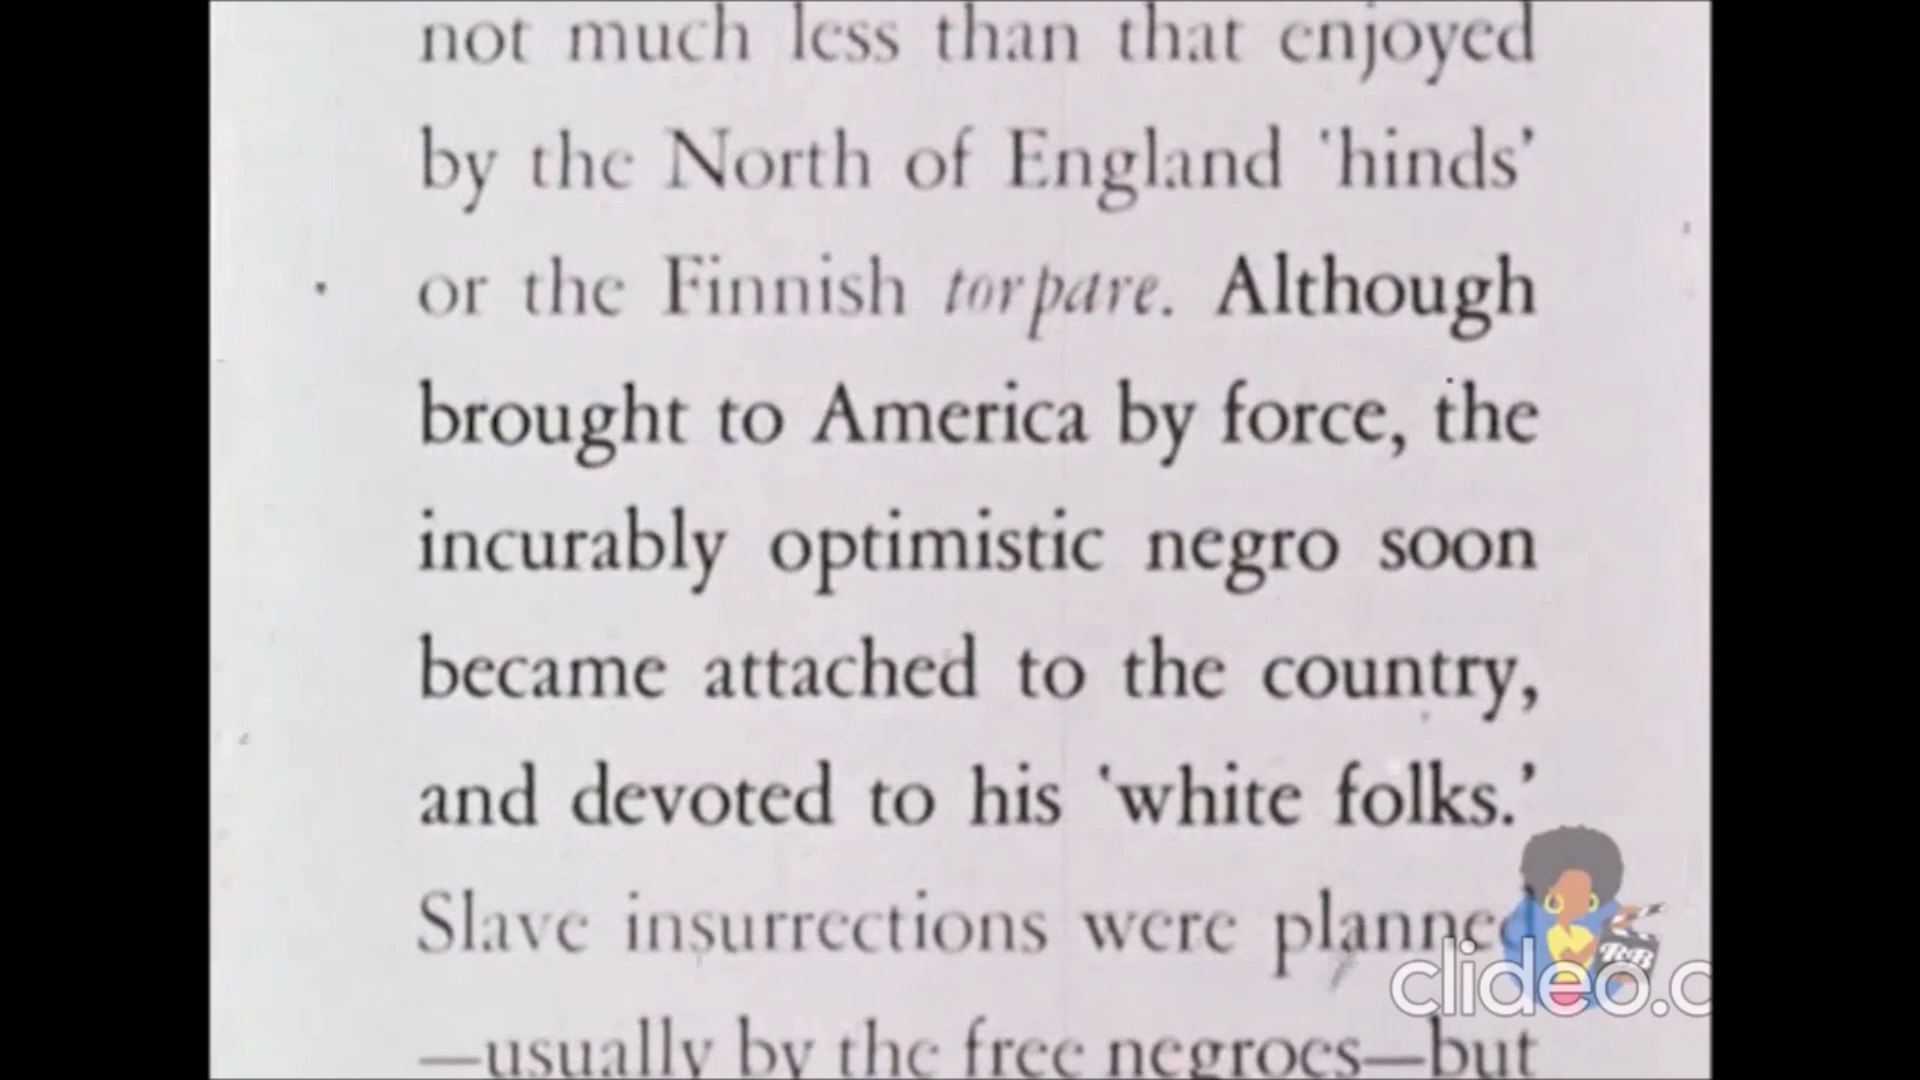 not much less than that enjoyed
by the North of England 'hinds'
or the Finnish torpare. Although
brought to America by force, the
incurably optimistic negro soon
became attached to the country,
and devoted to his 'white folks.'
Slave insurrections were planned
—usually by the free negroes—but
clideo.c